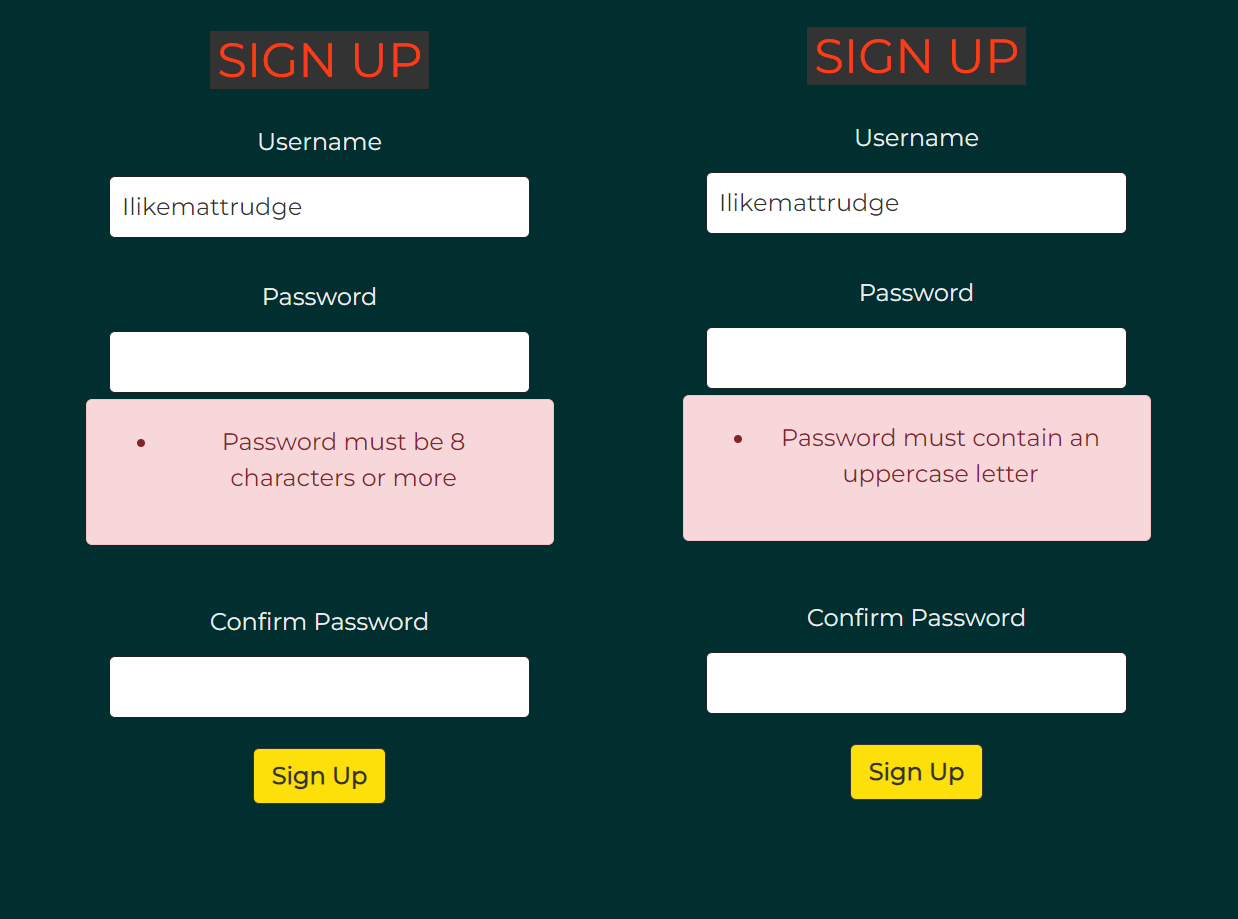 SIGN UP
Username
Ilikemattrudge
Password
Password must be 8
characters or more
Confirm Password
Sign Up
SIGN UP
Username
Ilikemattrudge
Password
Password must contain an
uppercase letter
Confirm Password
Sign Up